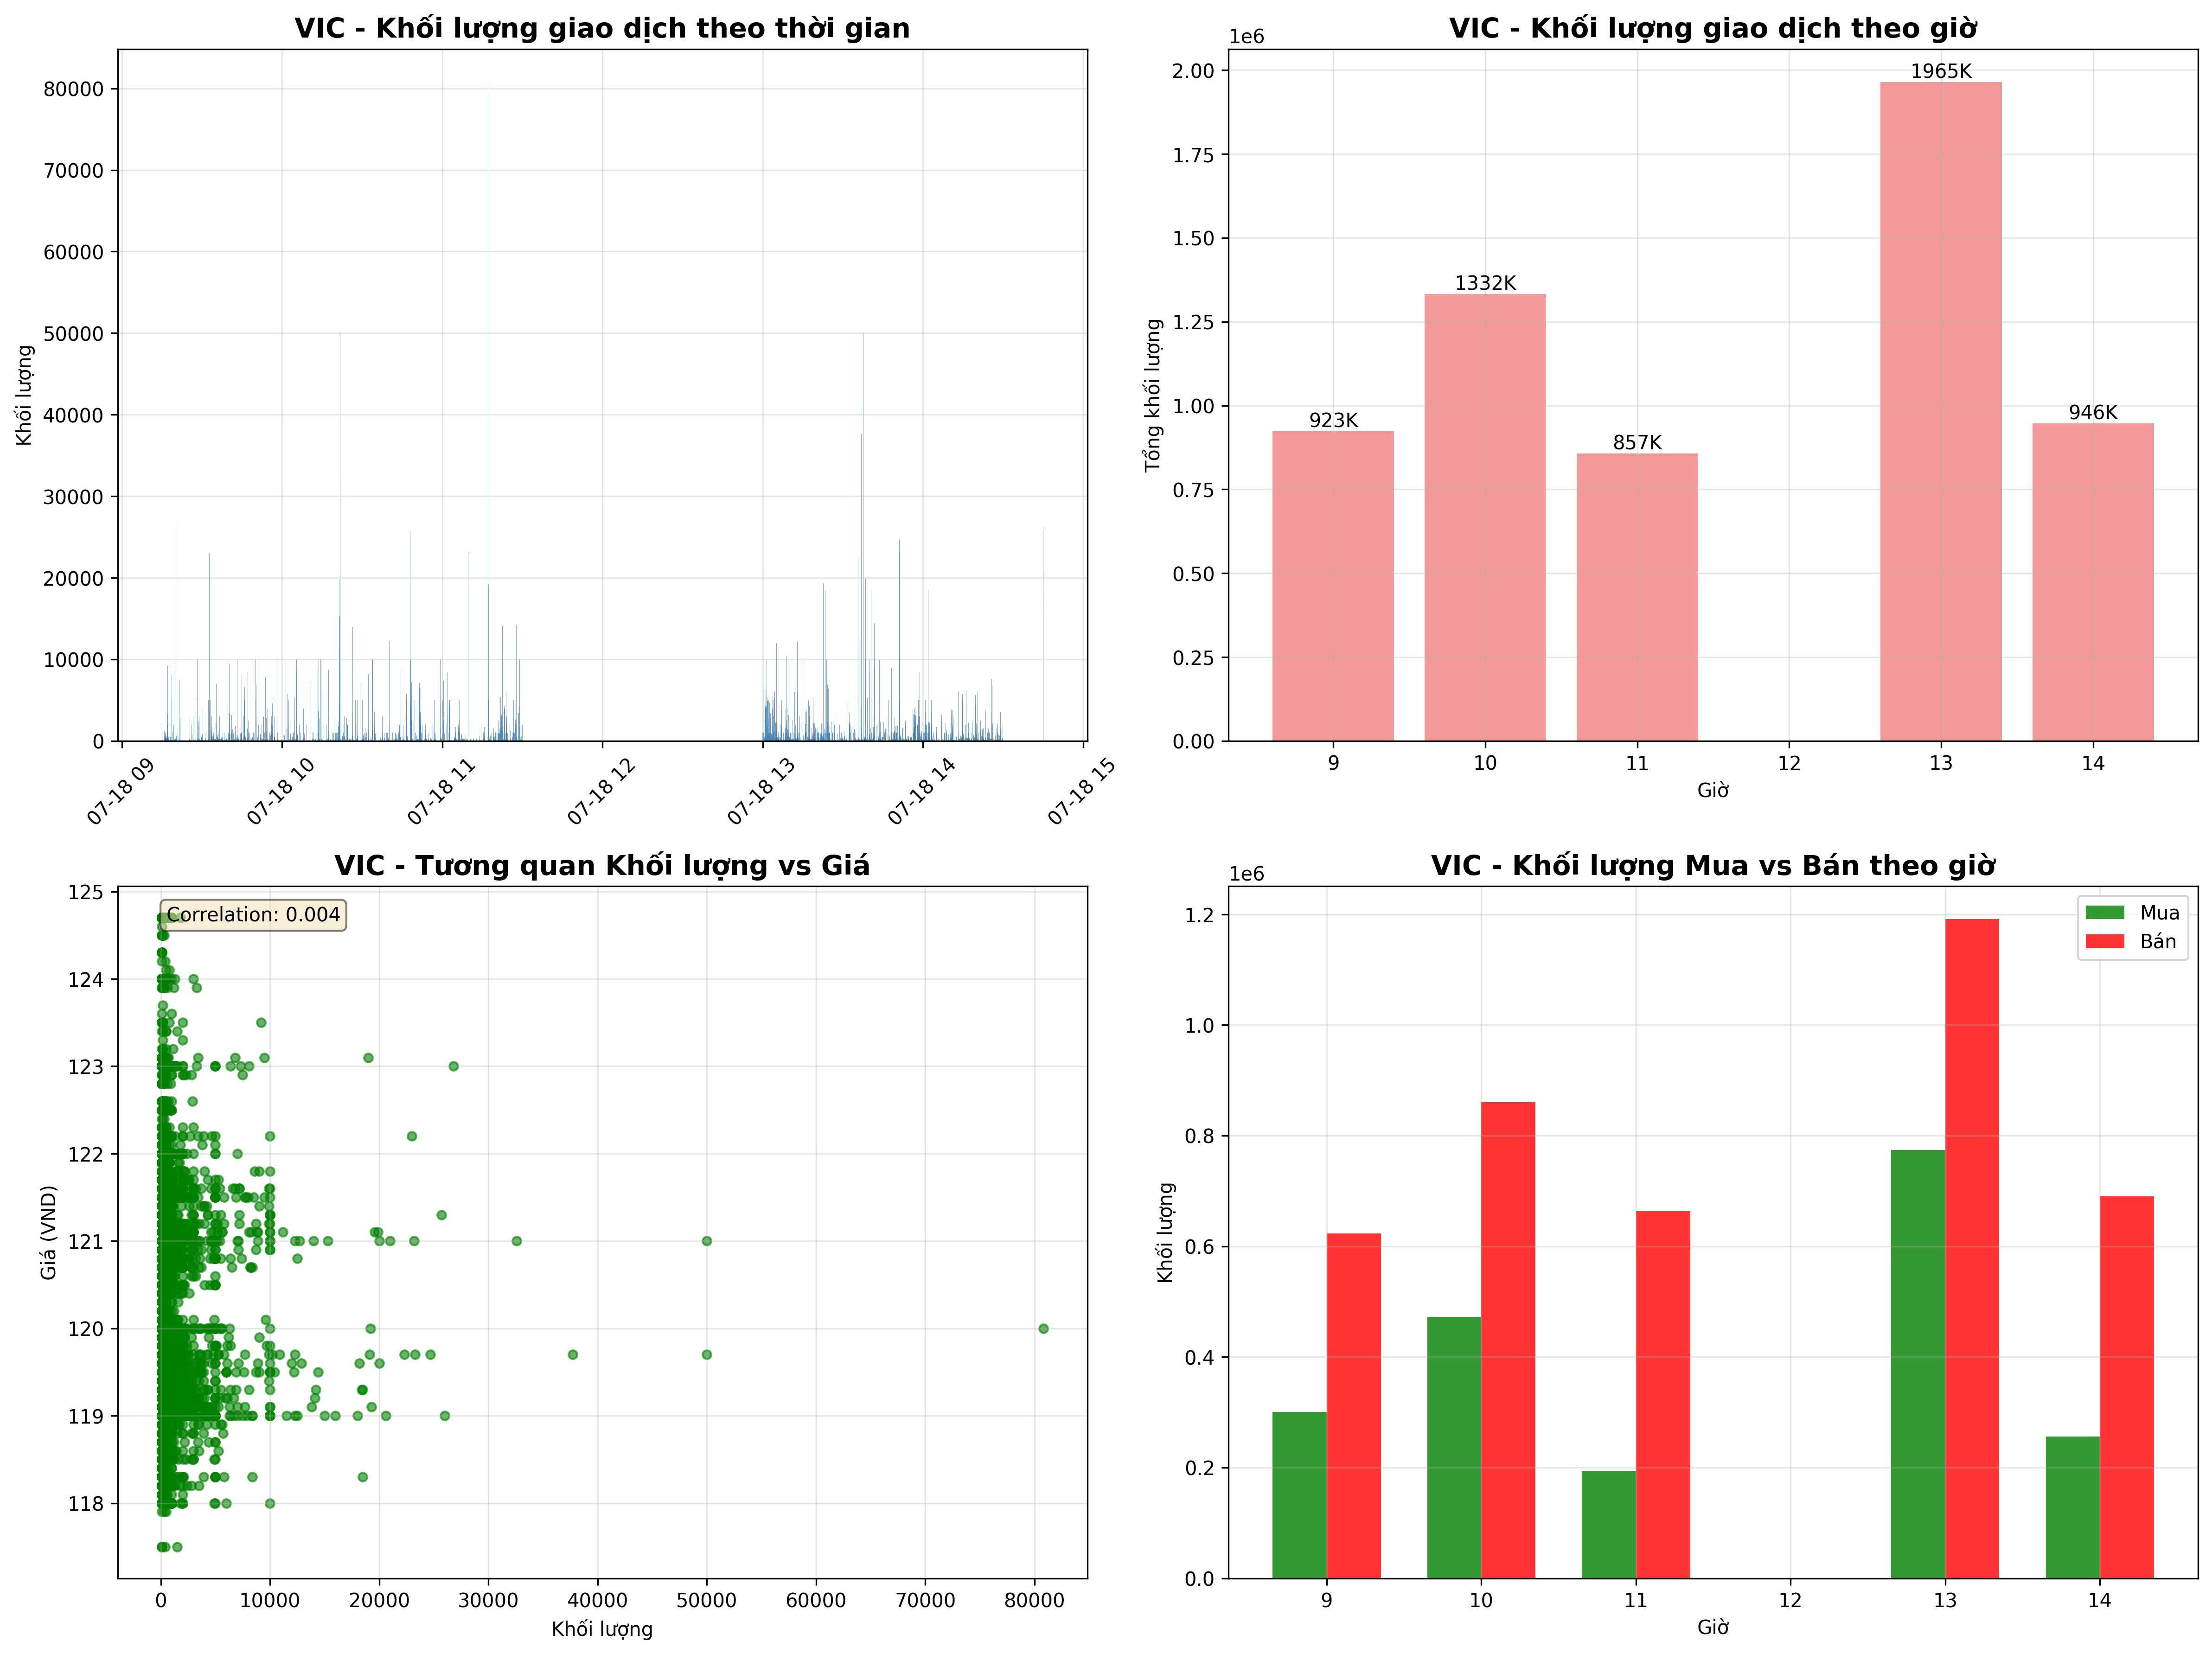 VIC - Khối lượng giao dịch theo thời gian
80000
70000
60000
50000
40000
30000
20000
10000
0
Khối lượng
07-18 09
07-18 10
07-18 11
07-18 12
07-18 13
07-18 14
07-18 15
VIC - Khối lượng giao dịch theo giờ
1e6
2.00
1.75
1.50
1.25
1.00
0.75
0.50
0.25
0.00
Tổng khối lượng
923K
1332K
857K
1965K
946K
9 10 11 12 13 14
Giờ
VIC - Tương quan Khối lượng vs Giá
Correlation: 0.004
125
124
123
122
121
120
119
118
Giá (VND)
0 10000 20000 30000 40000 50000 60000 70000 80000
Khối lượng
VIC - Khối lượng Mua vs Bán theo giờ
1e6
Mua
Bán
1.2
1.0
0.8
0.6
0.4
0.2
0.0
Khối lượng
9 10 11 12 13 14
Giờ